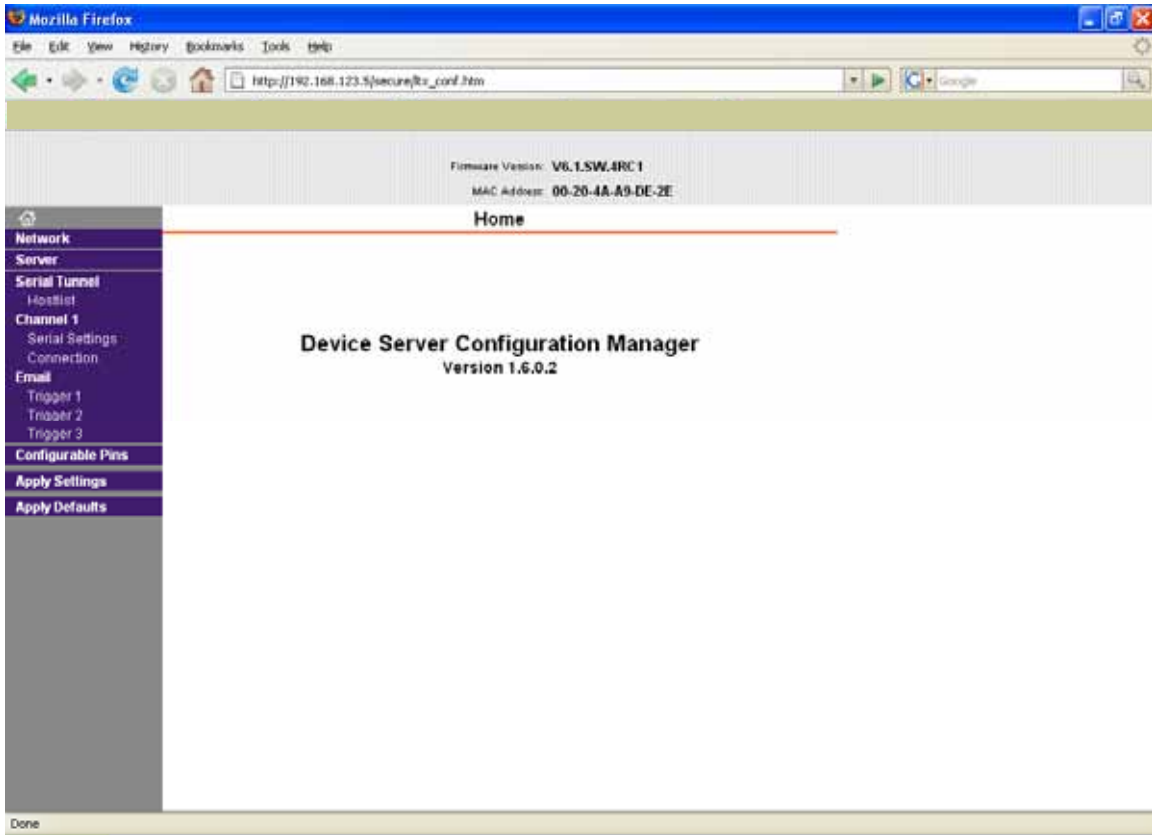 Mozilla Firefox
File Edit View History Bookmarks Tools Help
http://192.168.123.5/secure/ltx_conf.htm
Google
Firmware Version: V6.1.SW.4RC1
MAC Address: 00-20-4A-A9-DE-2E
Home
Network
Server
Serial Tunnel
Hostlist
Channel 1
Serial Settings
Connection
Email
Trigger 1
Trigger 2
Trigger 3
Configurable Pins
Apply Settings
Apply Defaults
Device Server Configuration Manager
Version 1.6.0.2
Done